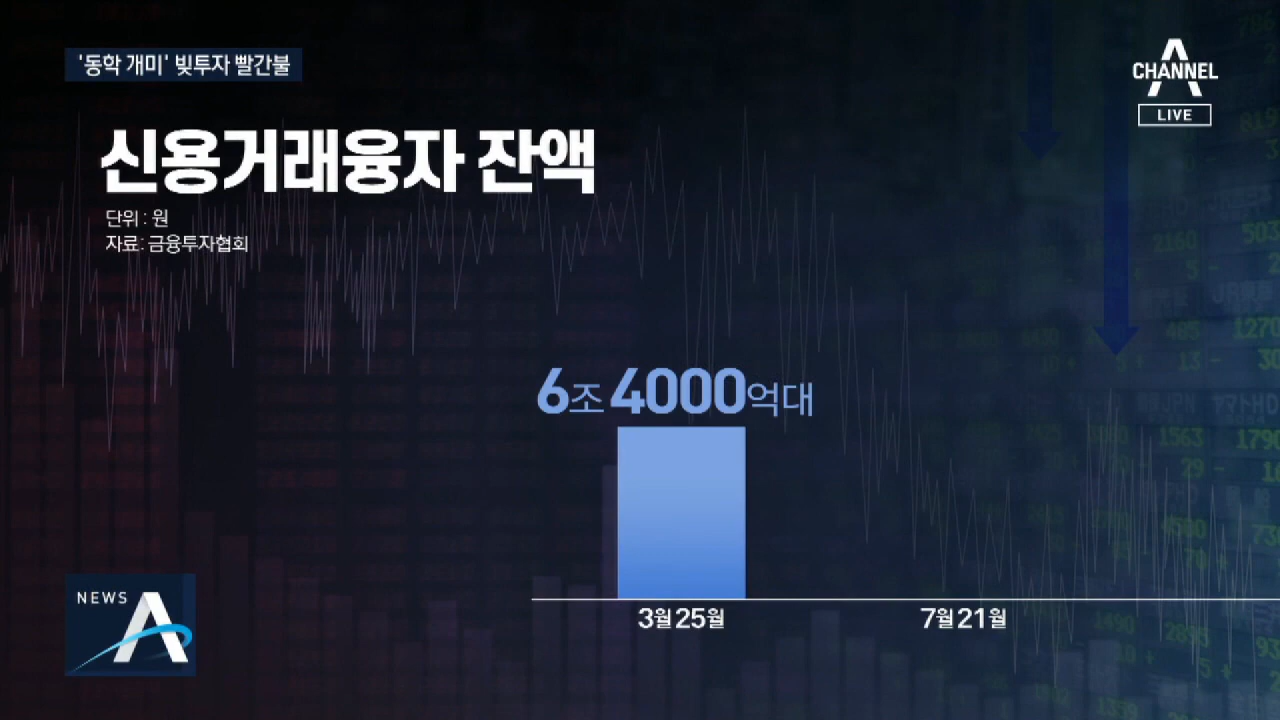 '동학 개미' 빚투자 빨간불
CHANNEL A
LIVE
신용거래융자 잔액
단위 : 원
자료 : 금융투자협회
6조 4000억대
3월 25월
7월 21월
NEWS A